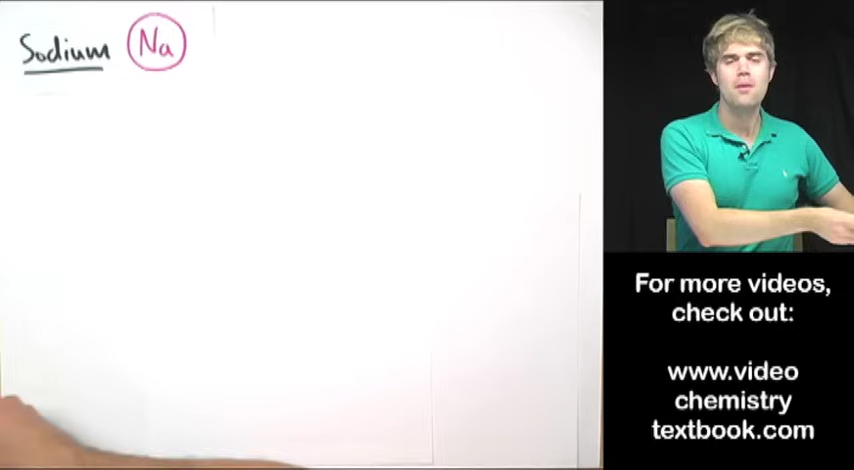 Sodium Na
For more videos,
check out:
www.video
chemistry
textbook.com